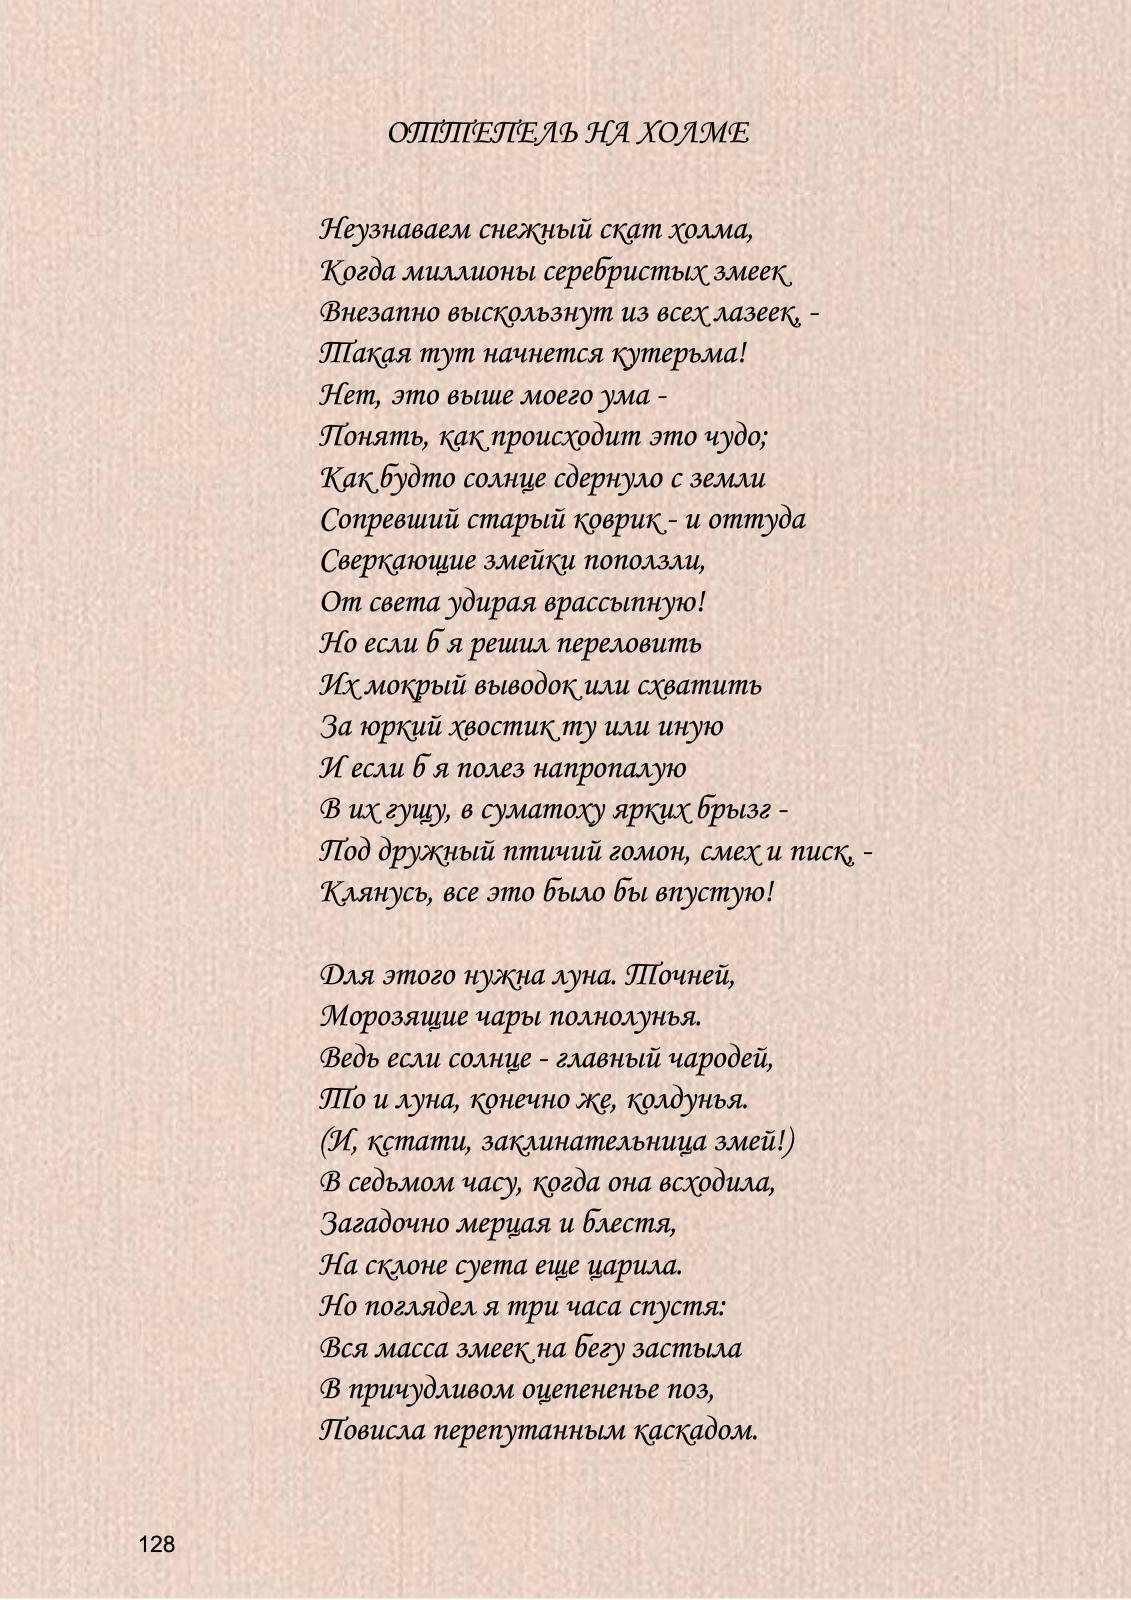 ОТТЕПЕЛЬ НА ХОЛМЕ
Неузнаваем снежный скат холма,
Когда миллионы серебристых змеек
Внезапно выскользнут из всех лазеек, -
Такая тут начнется кутерьма!
Нет, это выше моего ума -
Понять, как происходит это чудо;
Как будто солнце сдернуло с земли
Сопревший старый коврик - и оттуда
Сверкающие змейки поползли,
От света удирая врассыпную!
Но если б я решил переловить
Их мокрый выводок или схватить
За юркий хвостик ту или иную
И если б я полез напропалую
В их гущу, в суматоху ярких брызг -
Под дружный птичий гомон, смех и писк, -
Клянусь, все это было бы впустую!
Для этого нужна луна. Точней,
Морозящие чары полнолунья.
Ведь если солнце - главный чародей,
То и луна, конечно же, колдунья.
(И, кстати, заклинательница змей!)
В седьмом часу, когда она всходила,
Загадочно мерцая и блестя,
На склоне суета еще царила.
Но поглядел я три часа спустя:
Вся масса змеек на бегу застыла
В причудливом оцепененье поз,
Повисла перепутанным каскадом.
128